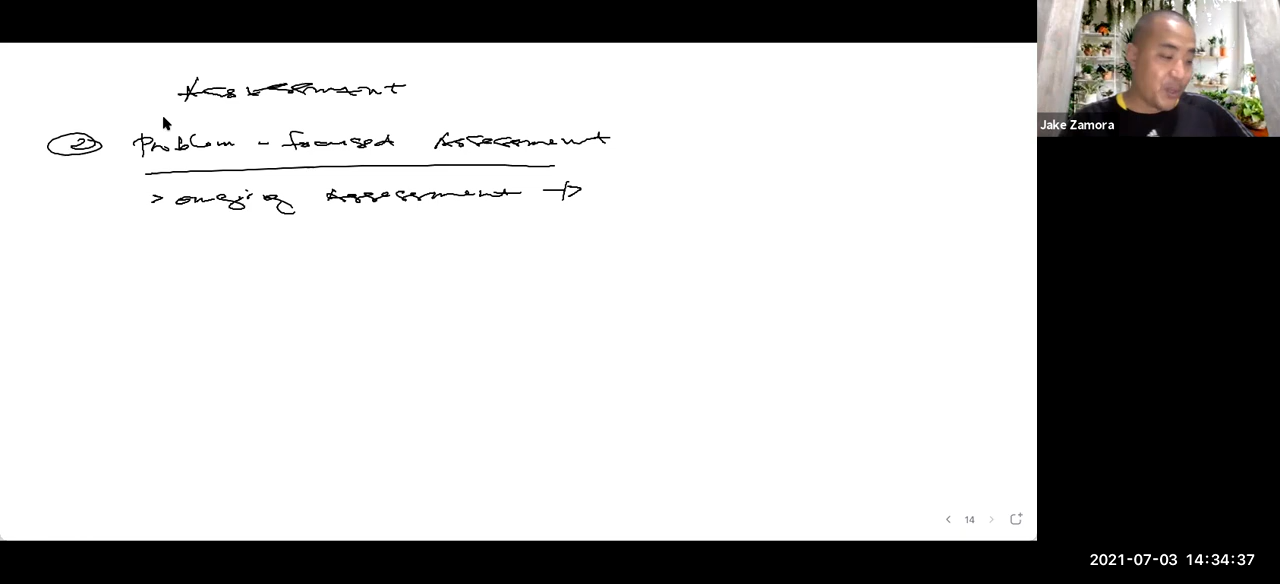 Assessment
2 Problem - focused Assessment
> ongoing Assessment →
Jake Zamora
14
2021-07-03 14:34:37